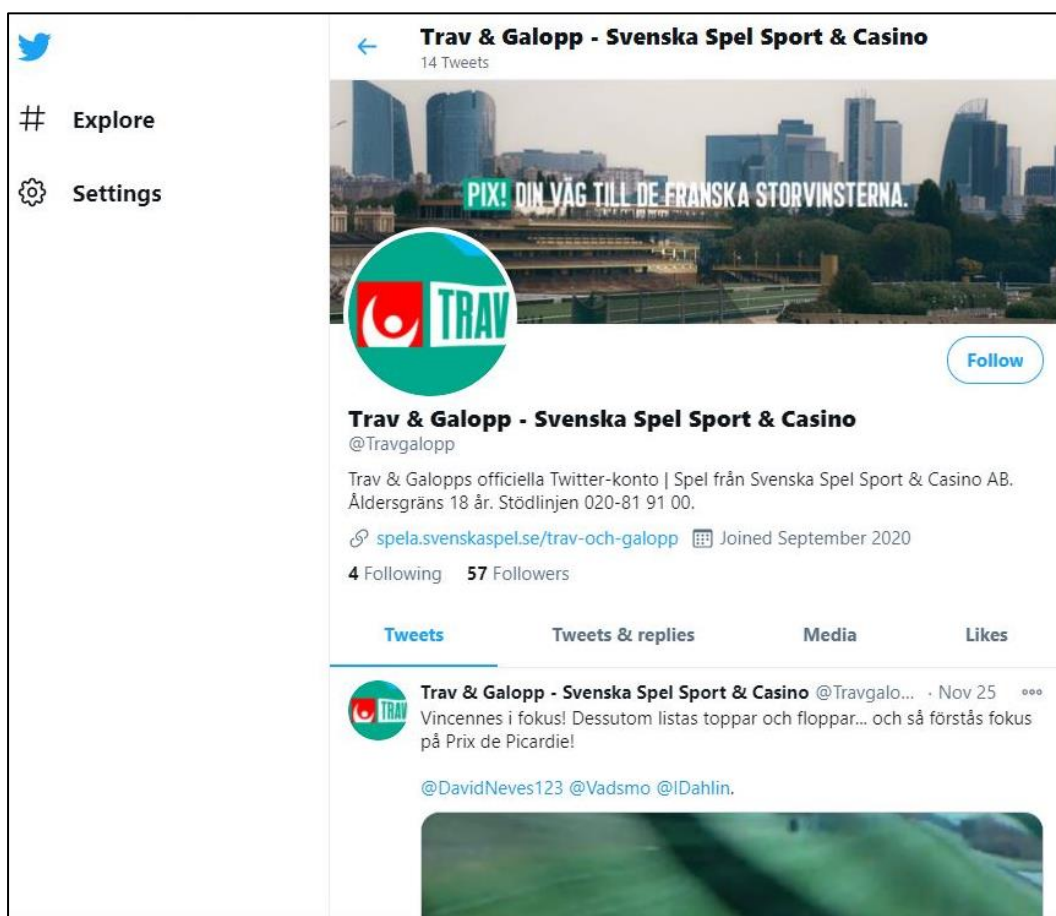 Trav & Galopp - Svenska Spel Sport & Casino
14 Tweets
Explore
Settings
PIX! DIN VÄG TILL DE FRANSKA STORVINSTERNA.
TRAV
Follow
Trav & Galopp - Svenska Spel Sport & Casino
@Travgalopp
Trav & Galopps officiella Twitter-konto | Spel från Svenska Spel Sport & Casino AB.
Åldersgräns 18 år. Stödlinjen 020-81 91 00.
spela.svenskaspel.se/trav-och-galopp Joined September 2020
4 Following 57 Followers
Tweets Tweets & replies Media Likes
Trav & Galopp - Svenska Spel Sport & Casino @Travgalo... · Nov 25
TRAV
Vincennes i fokus! Dessutom listas toppar och floppar... och så förstås fokus
på Prix de Picardie!
@DavidNeves123 @Vadsmo @IDahlin.